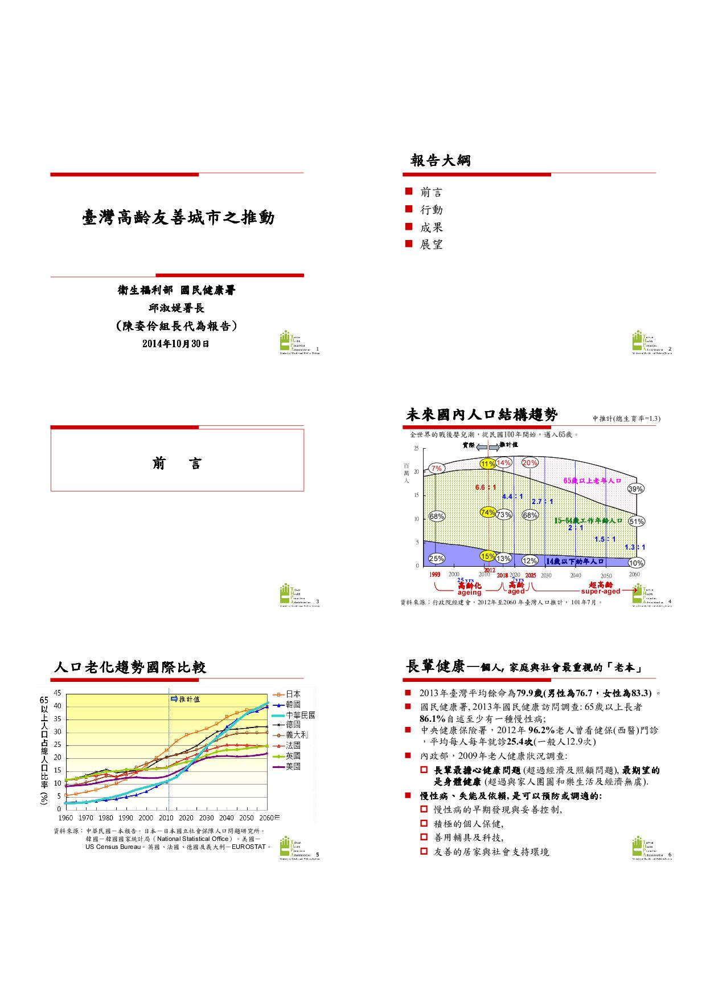 臺灣高齡友善城市之推動
衛生福利部 國民健康署
邱淑媞署長
（陳姿伶組長代為報告）
2014年10月30日
Taiwan
Health
Promotion
Administration
Ministry of Health and Welfare, Taiwan
1
報告大綱
前言
行動
成果
展望
Taiwan
Health
Promotion
Administration
Ministry of Health and Welfare, Taiwan
2
前 言
Taiwan
Health
Promotion
Administration
Ministry of Health and Welfare, Taiwan
3
未來國內人口結構趨勢
中推計(總生育率=1.3)
全世界的戰後嬰兒潮，從民國100年開始，邁入65歲。
實際
推計值
百萬人
25
20
15
10
5
0
7%
11%
14%
20%
39%
65歲以上老年人口
6.6：1
4.4：1
2.7：1
68%
74%
73%
68%
51%
15-64歲工作年齡人口
2：1
1.5：1
1.3：1
25%
15%
13%
12%
10%
14歲以下幼年人口
1993
2000
2010
2012
2018
2020
2025
2030
2040
2050
2060
25 yrs
7yrs
高齡化
ageing
高齡
aged
超高齡
super-aged
資料來源：行政院經建會，2012年至2060 年臺灣人口推計， 101年7月。
Taiwan
Health
Promotion
Administration
Ministry of Health and Welfare, Taiwan
4
人口老化趨勢國際比較
65以上人口占總人口比率(%)
45
40
35
30
25
20
15
10
5
0
推計值
日本
韓國
中華民國
德國
義大利
法國
英國
美國
1960 1970 1980 1990 2000 2010 2020 2030 2040 2050 2060年
資料來源：中華民國－本報告。日本－日本國立社會保障人口問題研究所。
韓國－韓國國家統計局（National Statistical Office）。美國－
US Census Bureau。英國、法國、德國及義大利－EUROSTAT。
Taiwan
Health
Promotion
Administration
Ministry of Health and Welfare, Taiwan
5
長輩健康—個人, 家庭與社會最重視的「老本」
2013年臺灣平均餘命為79.9歲(男性為76.7，女性為83.3) 。
國民健康署, 2013年國民健康訪問調查: 65歲以上長者
86.1%自述至少有一種慢性病;
中央健康保險署，2012年 96.2%老人曾看健保(西醫)門診
，平均每人每年就診25.4次(一般人12.9次)
內政部，2009年老人健康狀況調查:
長輩最擔心健康問題 (超過經濟及照顧問題), 最期望的
是身體健康 (超過與家人團圓和樂生活及經濟無虞).
慢性病、失能及依賴, 是可以預防或調適的:
慢性病的早期發現與妥善控制,
積極的個人保健,
善用輔具及科技,
友善的居家與社會支持環境
Taiwan
Health
Promotion
Administration
Ministry of Health and Welfare, Taiwan
6